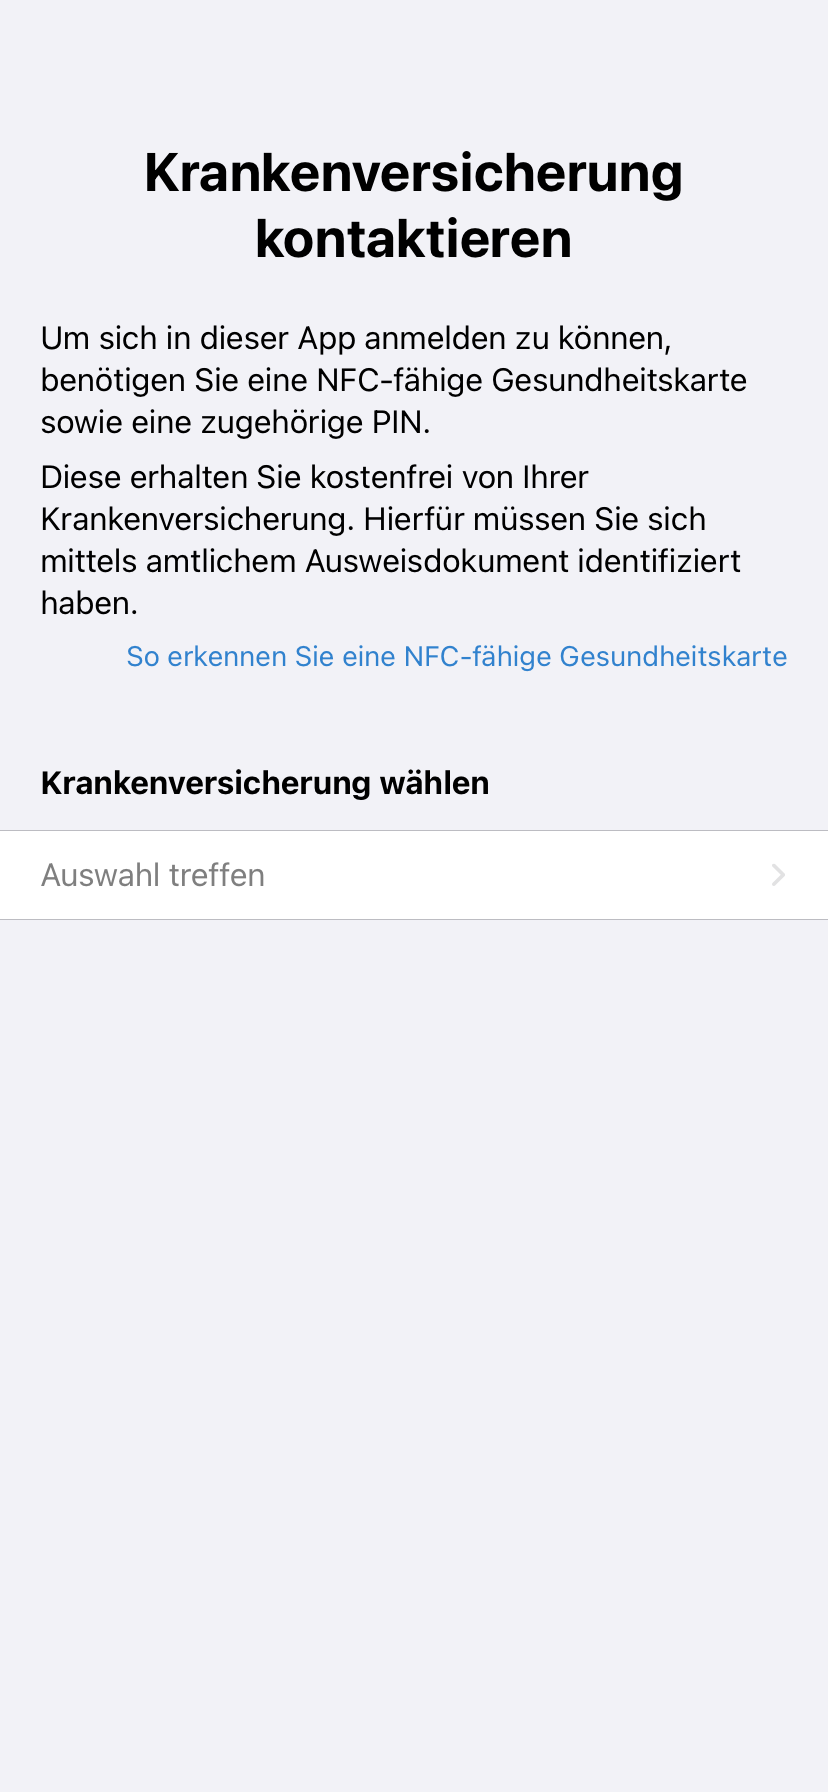 Krankenversicherung
kontaktieren
Um sich in dieser App anmelden zu können,
benötigen Sie eine NFC-fähige Gesundheitskarte
sowie eine zugehörige PIN.
Diese erhalten Sie kostenfrei von Ihrer
Krankenversicherung. Hierfür müssen Sie sich
mittels amtlichem Ausweisdokument identifiziert
haben.
So erkennen Sie eine NFC-fähige Gesundheitskarte
Krankenversicherung wählen
Auswahl treffen